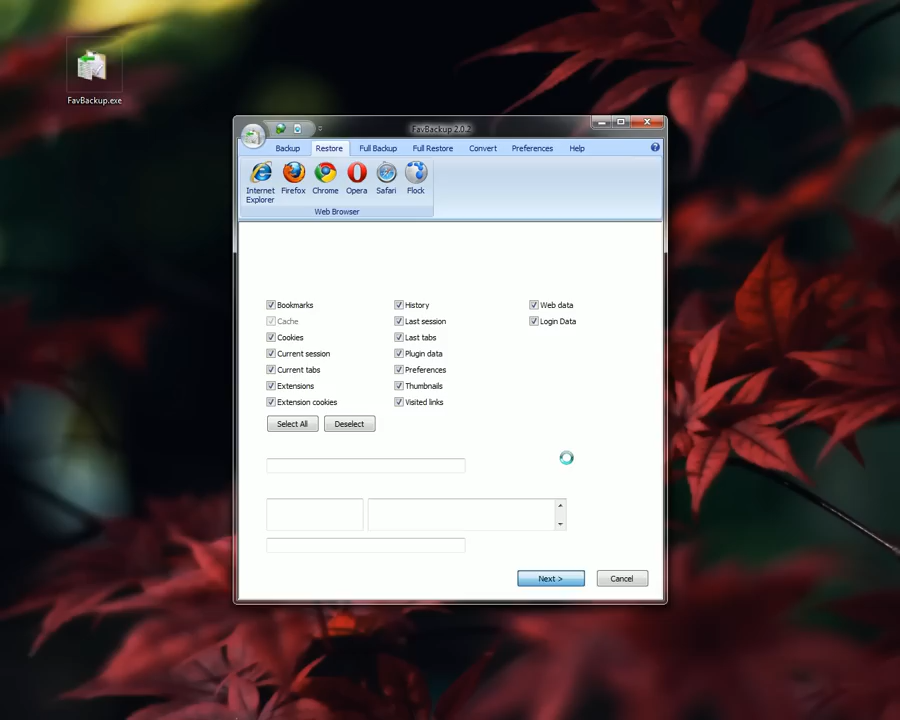 FavBackup.exe
FavBackup 2.0.2
Backup Restore Full Backup Full Restore Convert Preferences Help
Internet Explorer Firefox Chrome Opera Safari Flock
Web Browser
Bookmarks History Web data
Cache Last session Login Data
Cookies Last tabs
Current session Plugin data
Current tabs Preferences
Extensions Thumbnails
Extension cookies Visited links
Select All Deselect
Next > Cancel